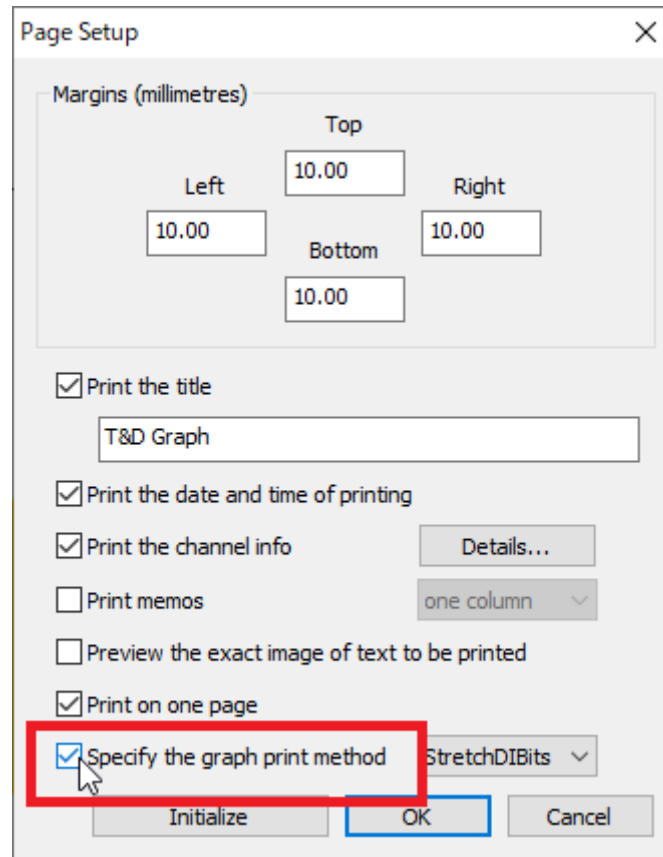 Page Setup
Margins (millimetres)
Top
10.00
Left
Right
10.00
10.00
Bottom
10.00
Print the title
T&D Graph
Print the date and time of printing
Print the channel info
Details...
Print memos
one column
Preview the exact image of text to be printed
Print on one page
Specify the graph print method
StretchDIBits
Initialize
OK
Cancel